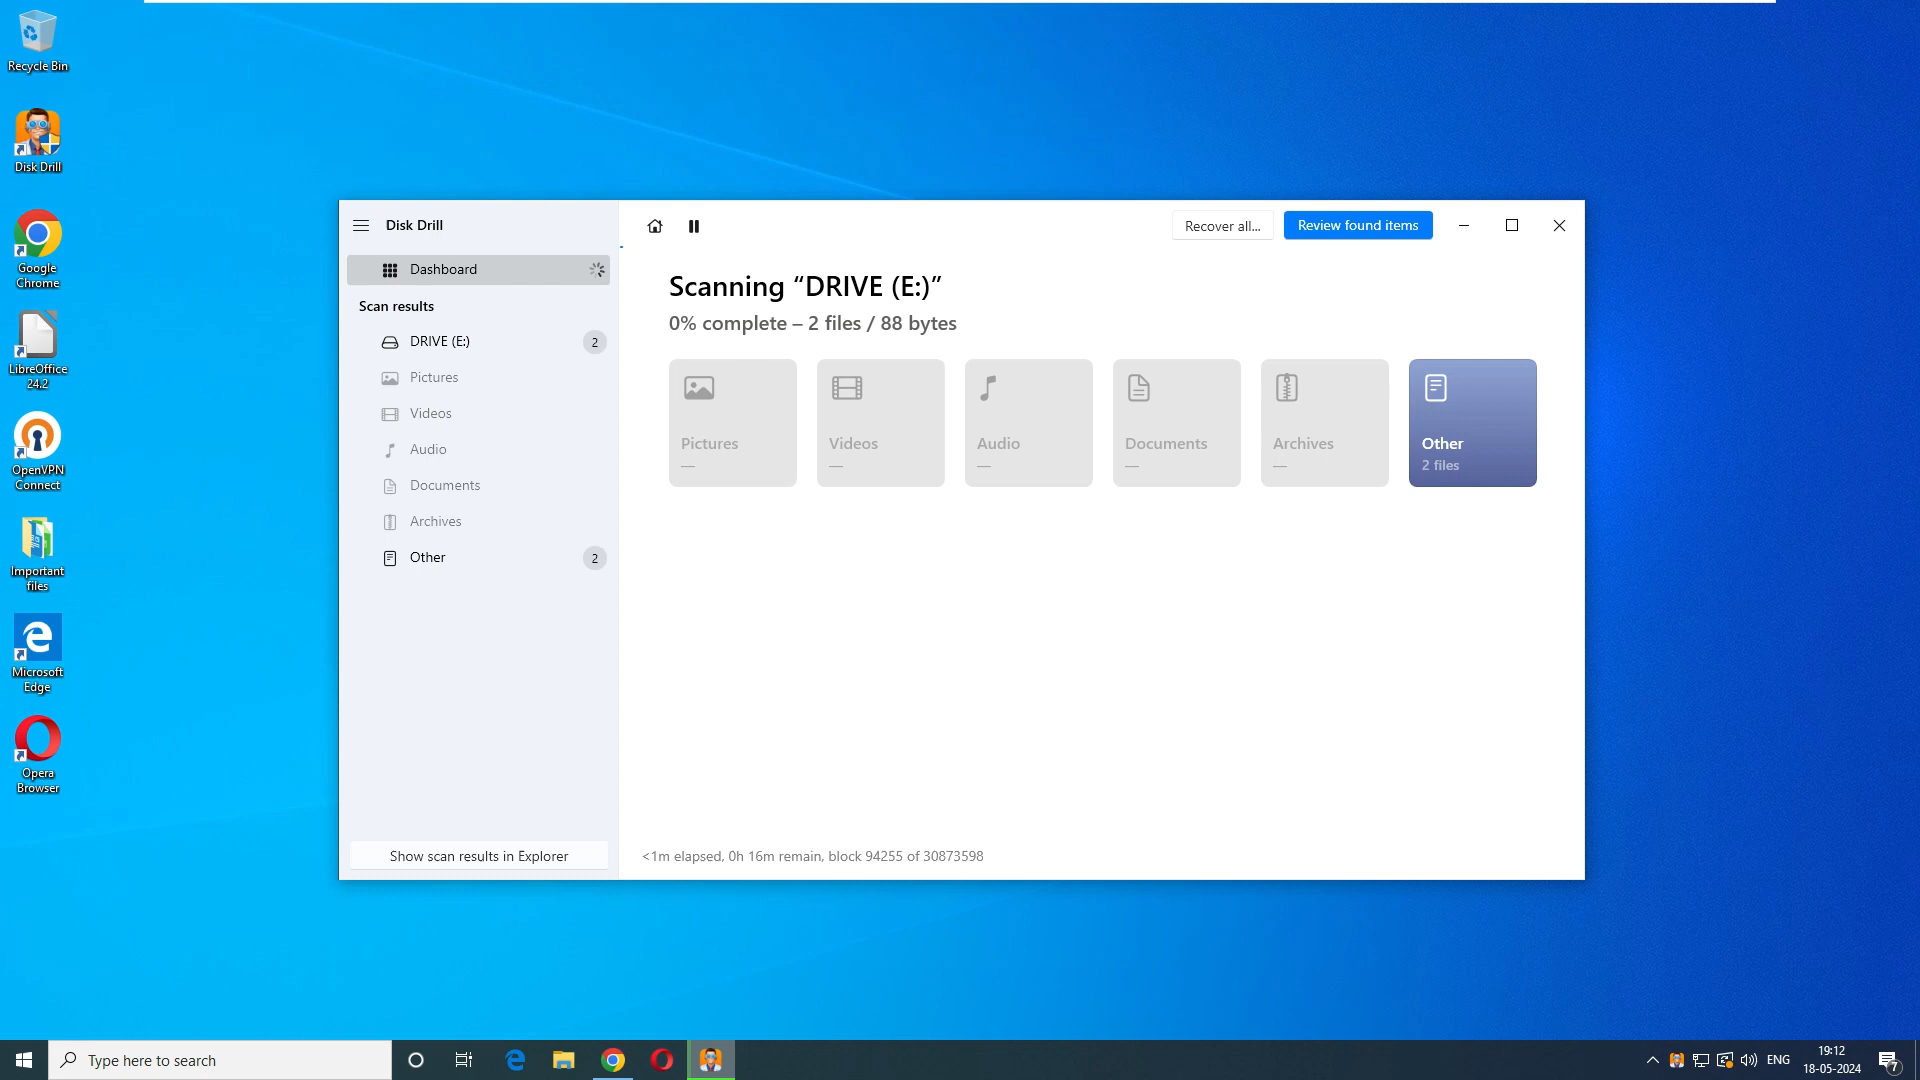 Recycle Bin
Disk Drill
Google
Chrome
LibreOffice
24.2
OpenVPN
Connect
Important
files
Microsoft
Edge
Opera
Browser
Disk Drill
Recover all...
Review found items
Dashboard
Scan results
DRIVE (E:)
2
Pictures
Videos
Audio
Documents
Archives
Other
2
Show scan results in Explorer
Scanning “DRIVE (E:)”
0% complete – 2 files / 88 bytes
Pictures
—
Videos
—
Audio
—
Documents
—
Archives
—
Other
2 files
<1m elapsed, 0h 16m remain, block 94255 of 30873598
Type here to search
ENG
19:12
18-05-2024
7